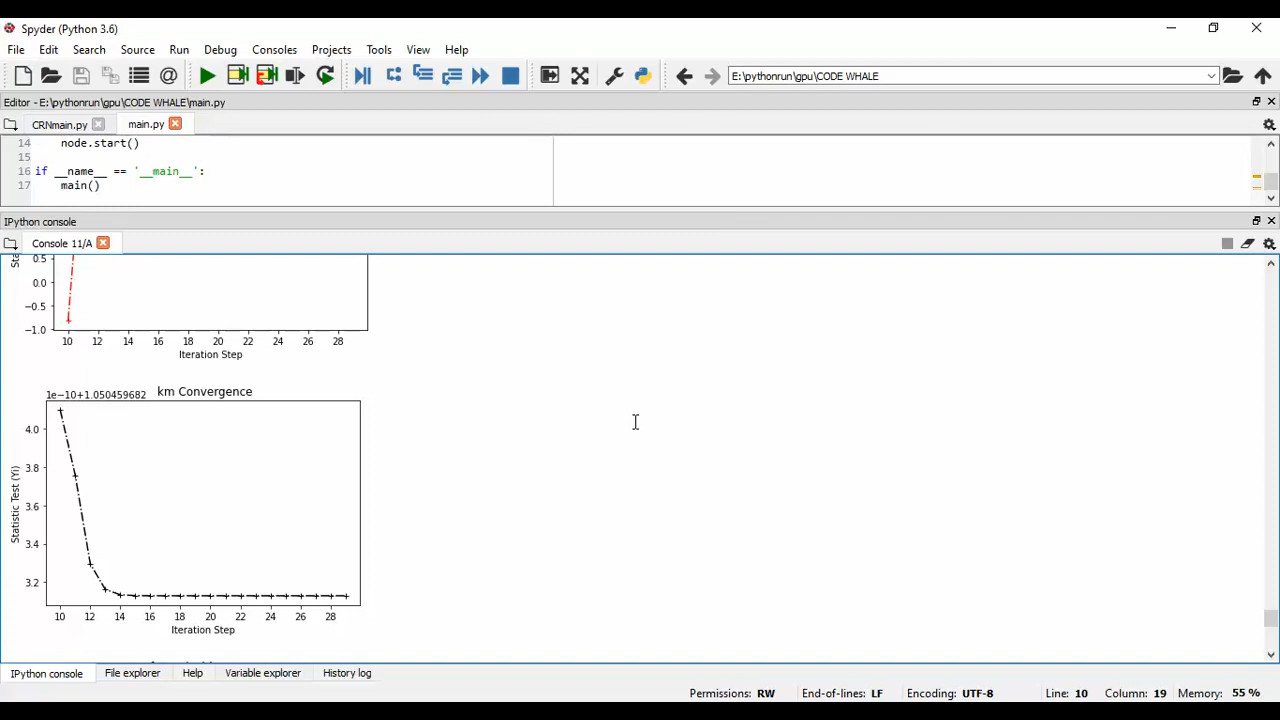 Spyder (Python 3.6)
File Edit Search Source Run Debug Consoles Projects Tools View Help
E:\pythonrun\gpu\CODE WHALE
Editor - E:\pythonrun\gpu\CODE WHALE\main.py
CRNmain.py main.py
14 node.start()
15
16 if __name__ == '__main__':
17 main()
IPython console
Console 11/A
0.5
0.0
−0.5
−1.0
10 12 14 16 18 20 22 24 26 28
Iteration Step
1e−10+1.050459682 km Convergence
4.0
3.8
3.6
3.4
3.2
Statistic Test (Yi)
10 12 14 16 18 20 22 24 26 28
Iteration Step
IPython console File explorer Help Variable explorer History log
Permissions: RW End-of-lines: LF Encoding: UTF-8 Line: 10 Column: 19 Memory: 55 %